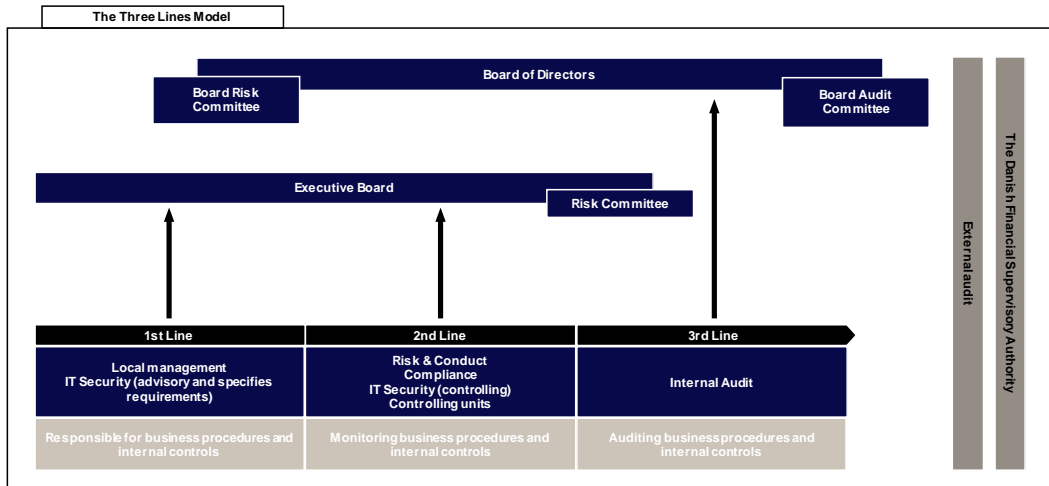 The Three Lines Model
Board of Directors
Board Risk
Committee
Board Audit
Committee
Executive Board
Risk Committee
1st Line
2nd Line
3rd Line
Local management
IT Security (advisory and specifies
requirements)
Risk & Conduct
Compliance
IT Security (controlling)
Controlling units
Internal Audit
Responsible for business procedures and
internal controls
Monitoring business procedures and
internal controls
Auditing business procedures and
internal controls
External audit
The Danish Financial Supervisory Authority